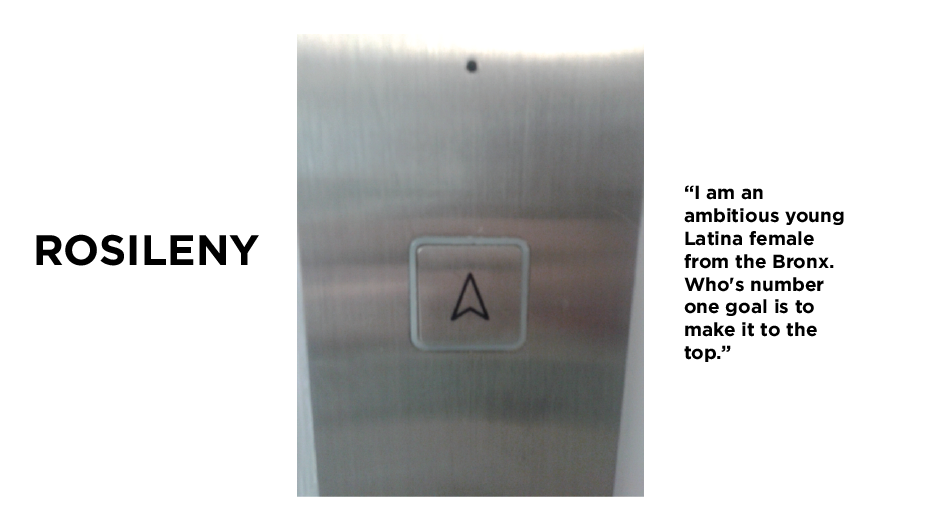 ROSILENY
“I am an
ambitious young
Latina female
from the Bronx.
Who's number
one goal is to
make it to the
top.”